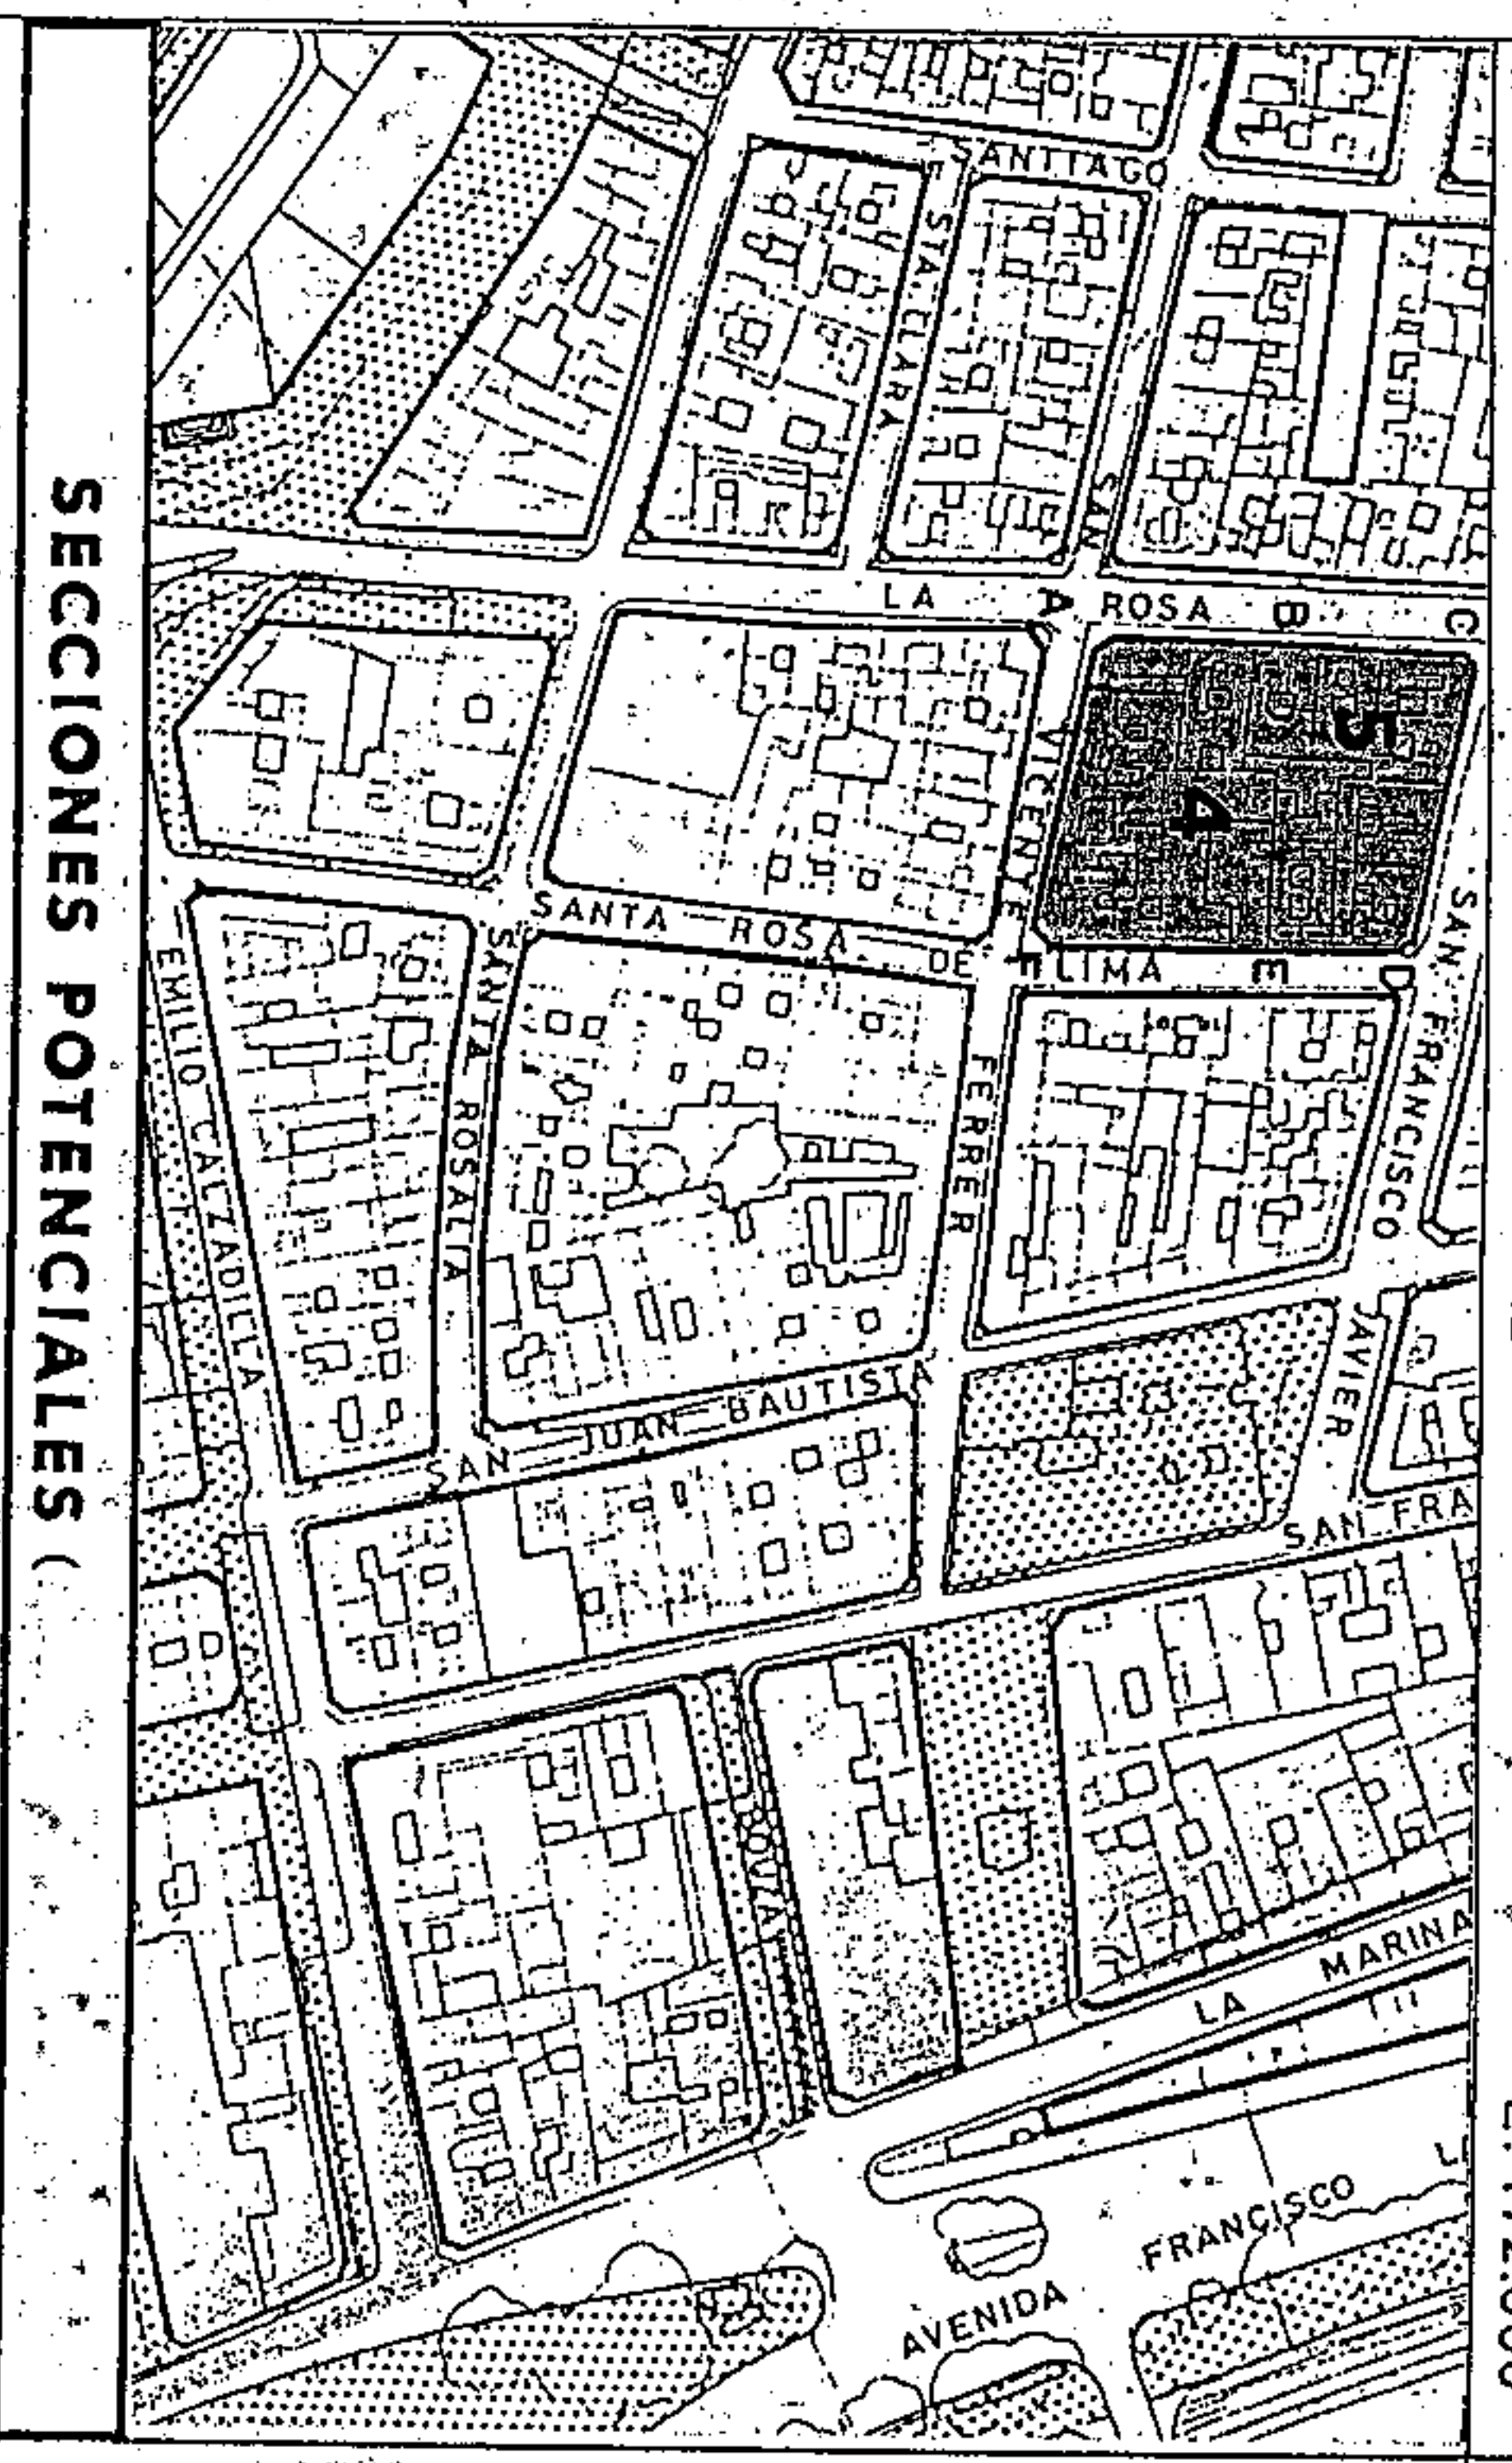 SECCIONES POTENCIALES (
SANTIAGO
STA. CLARA
SAN VICENTE FERRER
LA ROSA
A B C
5
4
F E D
SANTA ROSA DE LIMA
SAN FRANCISCO JAVIER
SANTA ROSALIA
EMILIO CALZADILLA
SAN JUAN BAUTISTA
SAN FRA
LA MARINA
AVENIDA FRANCISCO